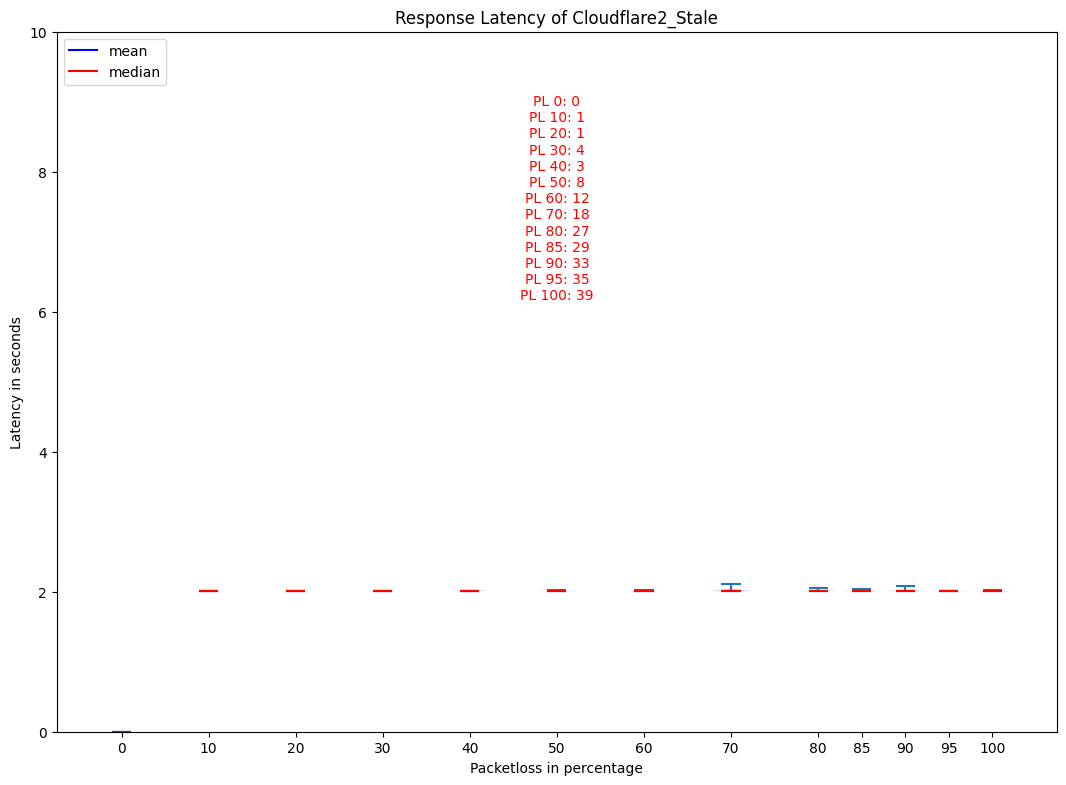 Response Latency of Cloudflare2_Stale
mean
median
PL 0: 0
PL 10: 1
PL 20: 1
PL 30: 4
PL 40: 3
PL 50: 8
PL 60: 12
PL 70: 18
PL 80: 27
PL 85: 29
PL 90: 33
PL 95: 35
PL 100: 39
Latency in seconds
10
8
6
4
2
0
0 10 20 30 40 50 60 70 80 85 90 95 100
Packetloss in percentage